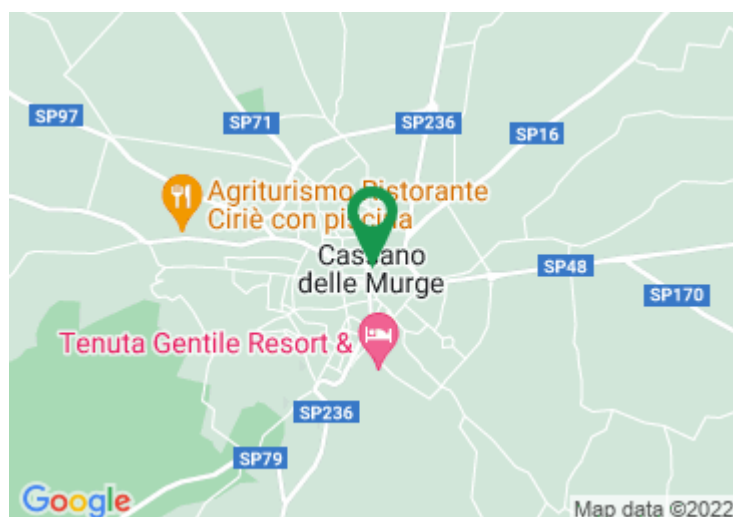 SP97
SP71
SP236
SP16
Agriturismo Ristorante
Ciriè con piscina
Cassano
delle Murge
SP48
SP170
Tenuta Gentile Resort &
SP236
SP79
Google
Map data ©2022